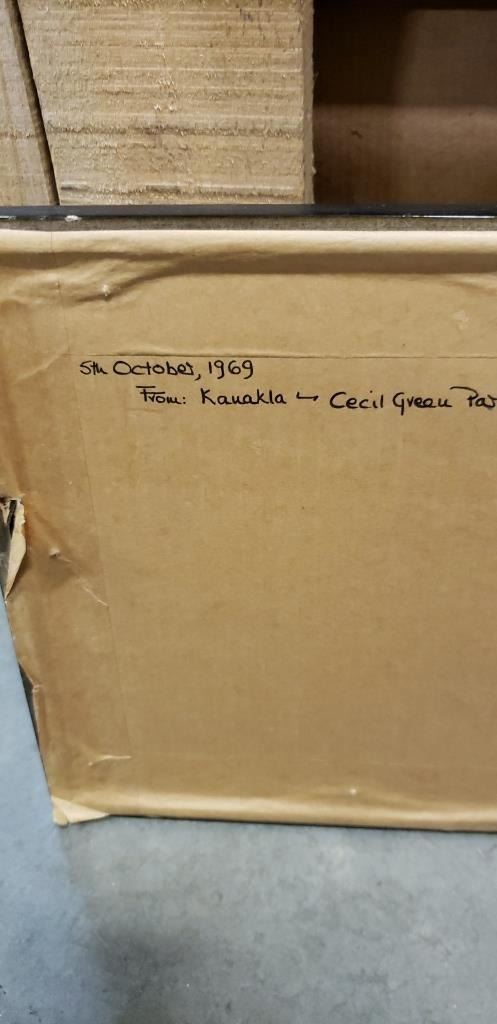 5th October, 1969
From: Kanakla ↳ Cecil Green